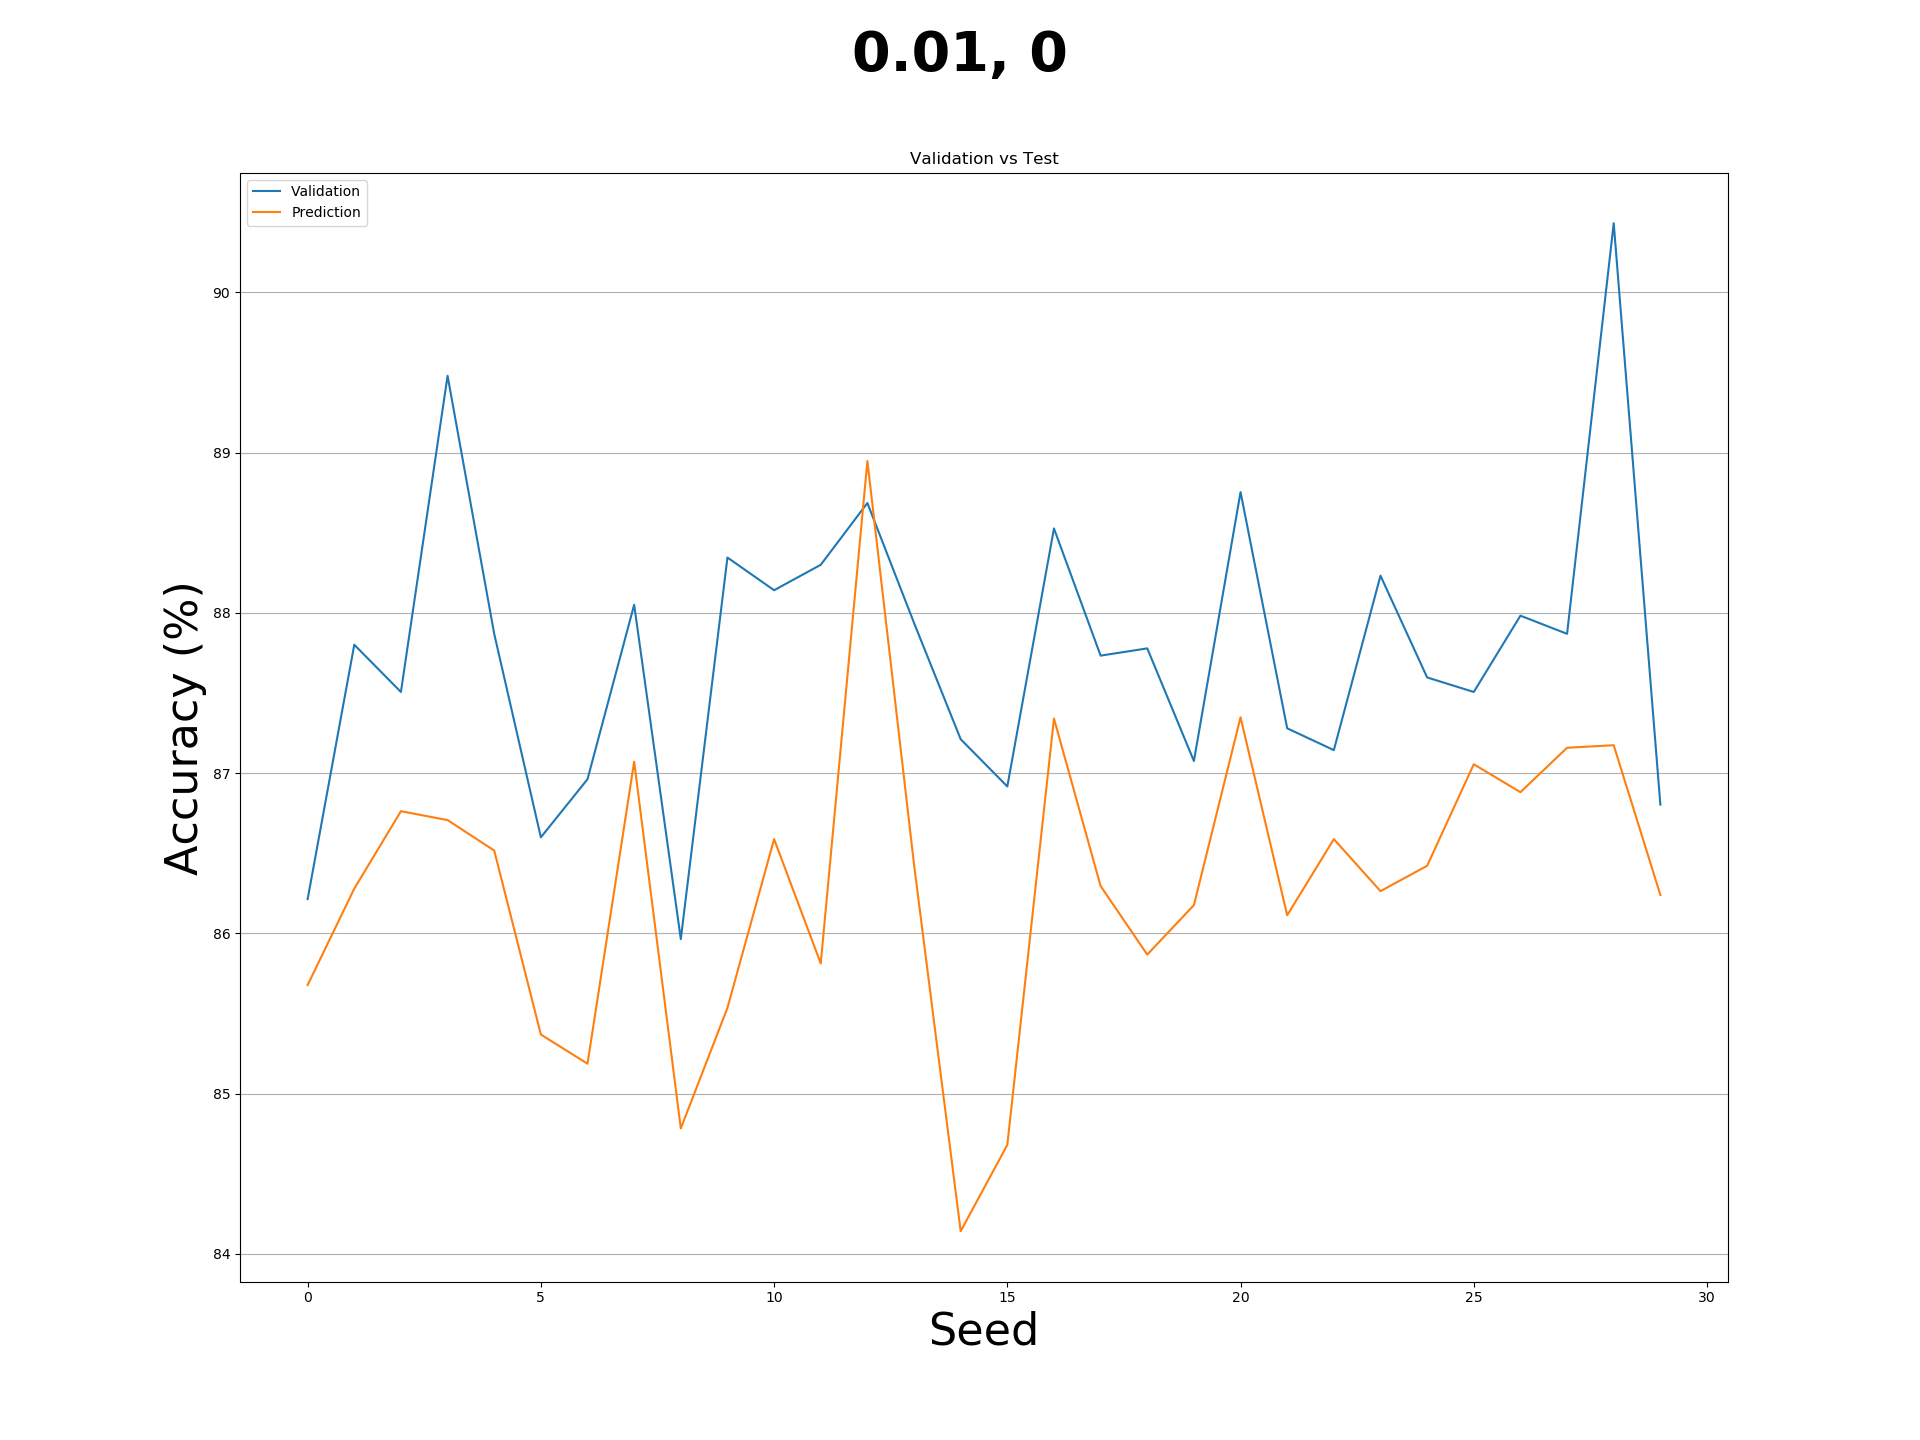 0.01, 0
Validation vs Test
Validation
Prediction
90
89
88
87
86
85
84
Accuracy (%)
0 5 10 15 20 25 30
Seed